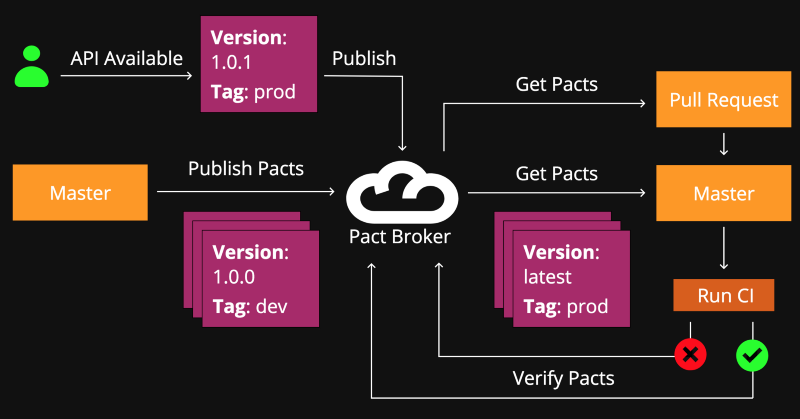 API Available
Version:
1.0.1
Tag: prod
Publish
Get Pacts
Pull Request
Master
Publish Pacts
Pact Broker
Get Pacts
Master
Version:
1.0.0
Tag: dev
Version:
latest
Tag: prod
Run CI
Verify Pacts